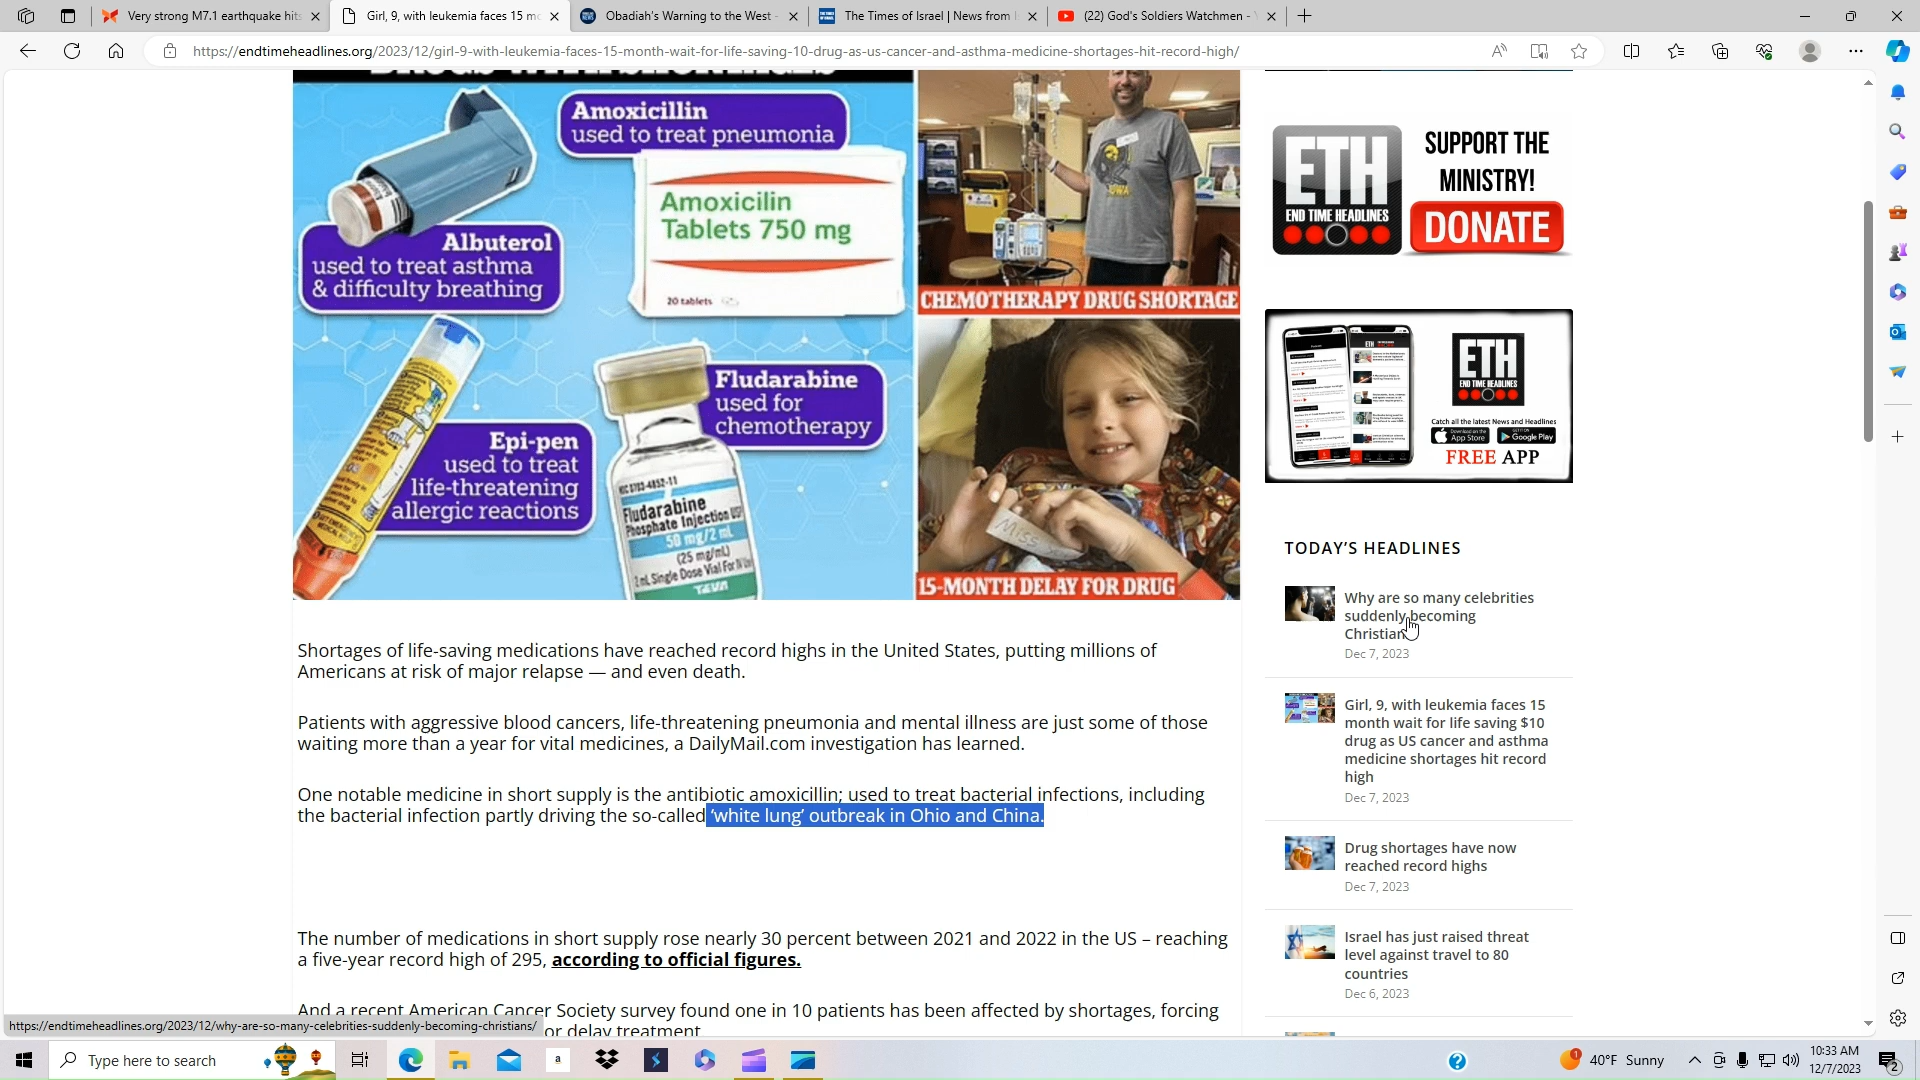 Very strong M7.1 earthquake hits
Girl, 9, with leukemia faces 15 mo
Obadiah's Warning to the West -
The Times of Israel | News from
(22) God's Soldiers Watchmen -
https://endtimeheadlines.org/2023/12/girl-9-with-leukemia-faces-15-month-wait-for-life-saving-10-drug-as-us-cancer-and-asthma-medicine-shortages-hit-record-high/
Amoxicillin
used to treat pneumonia
Amoxicilin
Tablets 750 mg
20 tablets
Albuterol
used to treat asthma
& difficulty breathing
Epi-pen
used to treat
life-threatening
allergic reactions
Fludarabine
used for
chemotherapy
Fludarabine
Phosphate Injection USP
50 mg/2 mL
(25 mg/mL)
TEVA
IOWA
CHEMOTHERAPY DRUG SHORTAGE
MISS
15-MONTH DELAY FOR DRUG
Shortages of life-saving medications have reached record highs in the United States, putting millions of
Americans at risk of major relapse — and even death.
Patients with aggressive blood cancers, life-threatening pneumonia and mental illness are just some of those
waiting more than a year for vital medicines, a DailyMail.com investigation has learned.
One notable medicine in short supply is the antibiotic amoxicillin; used to treat bacterial infections, including
the bacterial infection partly driving the so-called 'white lung' outbreak in Ohio and China.
The number of medications in short supply rose nearly 30 percent between 2021 and 2022 in the US – reaching
a five-year record high of 295, according to official figures.
And a recent American Cancer Society survey found one in 10 patients has been affected by shortages, forcing
or delay treatment
ETH
END TIME HEADLINES
SUPPORT THE
MINISTRY!
DONATE
ETH
END TIME HEADLINES
Catch all the latest News and Headlines
Download on the
App Store
GET IT ON
Google Play
FREE APP
TODAY'S HEADLINES
Why are so many celebrities
suddenly becoming
Christian
Dec 7, 2023
Girl, 9, with leukemia faces 15
month wait for life saving $10
drug as US cancer and asthma
medicine shortages hit record
high
Dec 7, 2023
Drug shortages have now
reached record highs
Dec 7, 2023
Israel has just raised threat
level against travel to 80
countries
Dec 6, 2023
https://endtimeheadlines.org/2023/12/why-are-so-many-celebrities-suddenly-becoming-christians/
Type here to search
a
40°F Sunny
10:33 AM
12/7/2023
2